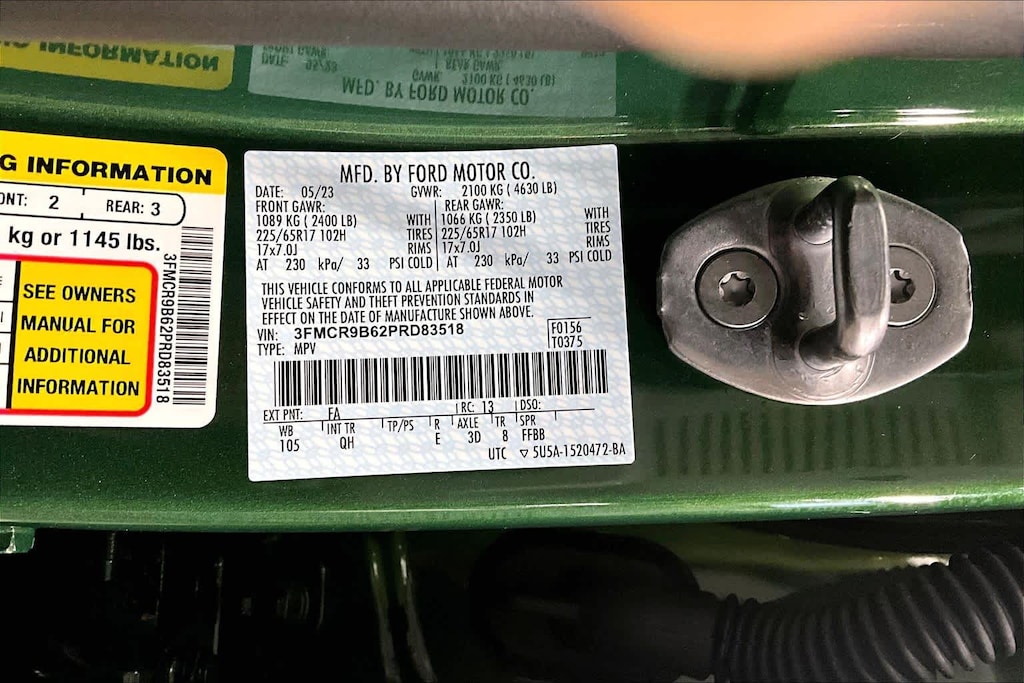 G INFORMATION
ONT: 2 REAR: 3
kg or 1145 lbs.
SEE OWNERS
MANUAL FOR
ADDITIONAL
INFORMATION
3FMCR9B62PRD83518
MFD. BY FORD MOTOR CO.
DATE: 05/23 GVWR: 2100 KG ( 4630 LB)
FRONT GAWR: REAR GAWR:
1089 KG ( 2400 LB) WITH 1066 KG ( 2350 LB) WITH
225/65R17 102H TIRES 225/65R17 102H TIRES
17x7.0J RIMS 17x7.0J RIMS
AT 230 kPa/ 33 PSI COLD AT 230 kPa/ 33 PSI COLD
THIS VEHICLE CONFORMS TO ALL APPLICABLE FEDERAL MOTOR
VEHICLE SAFETY AND THEFT PREVENTION STANDARDS IN
EFFECT ON THE DATE OF MANUFACTURE SHOWN ABOVE.
VIN: 3FMCR9B62PRD83518 F0156
TYPE: MPV T0375
EXT PNT: FA RC: 13 DSO:
WB INT TR TP/PS R AXLE TR SPR
105 QH E 3D 8 FFBB
UTC ▽ 5U5A-1520472-BA